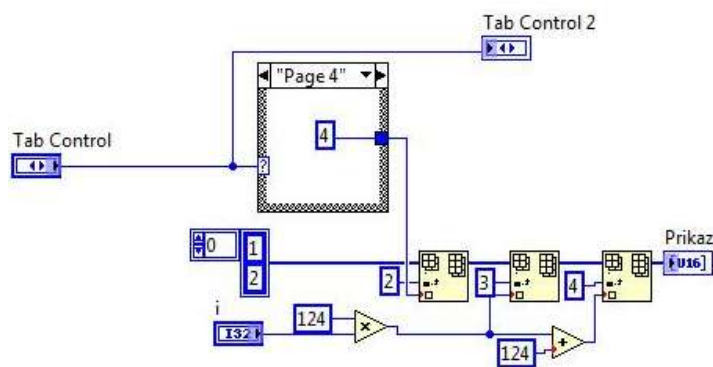 Tab Control 2
"Page 4"
4
Tab Control
?
0
1
2
Prikaz
2
3
4
U16]
i
124
I32
×
124
+